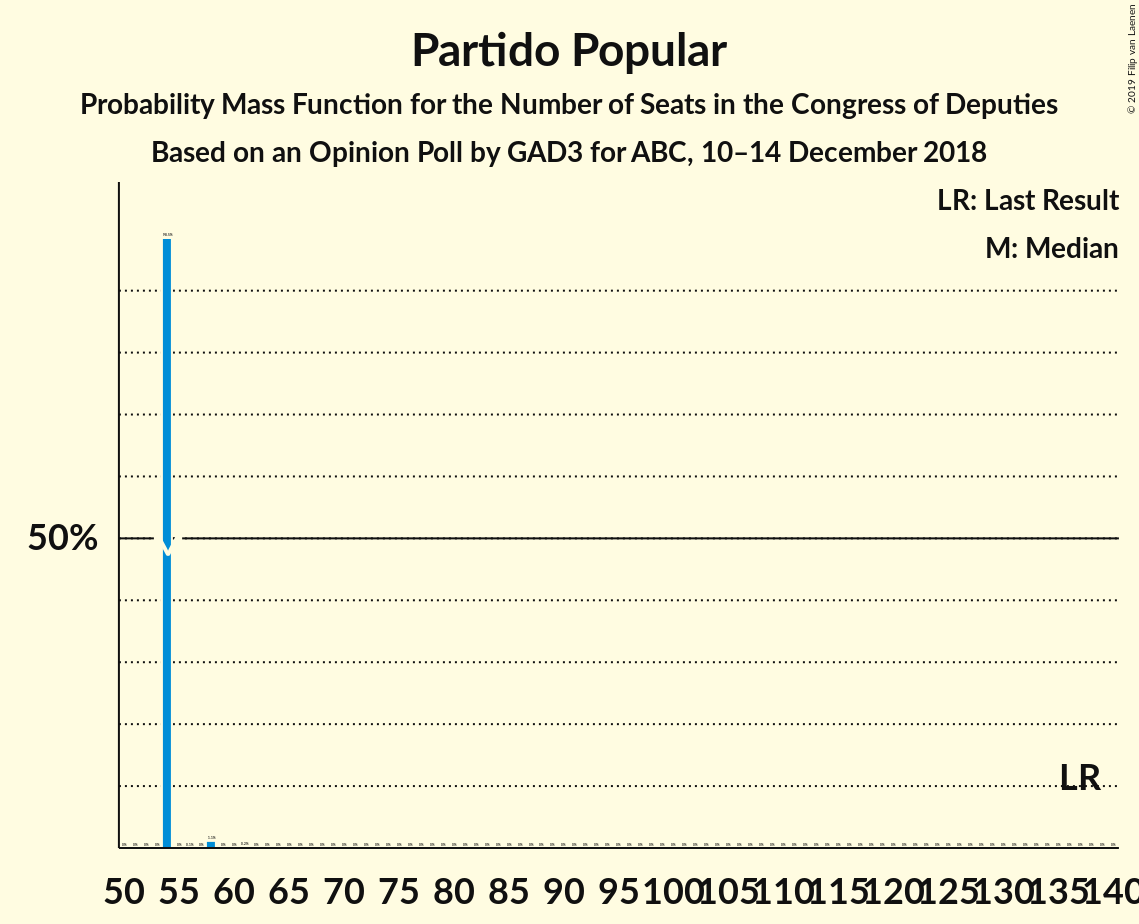 Partido Popular
Probability Mass Function for the Number of Seats in the Congress of Deputies
Based on an Opinion Poll by GAD3 for ABC, 10–14 December 2018
© 2019 Filip van Laenen
LR: Last Result
M: Median
50%
LR
50 55 60 65 70 75 80 85 90 95 100 105 110 115 120 125 130 135 140